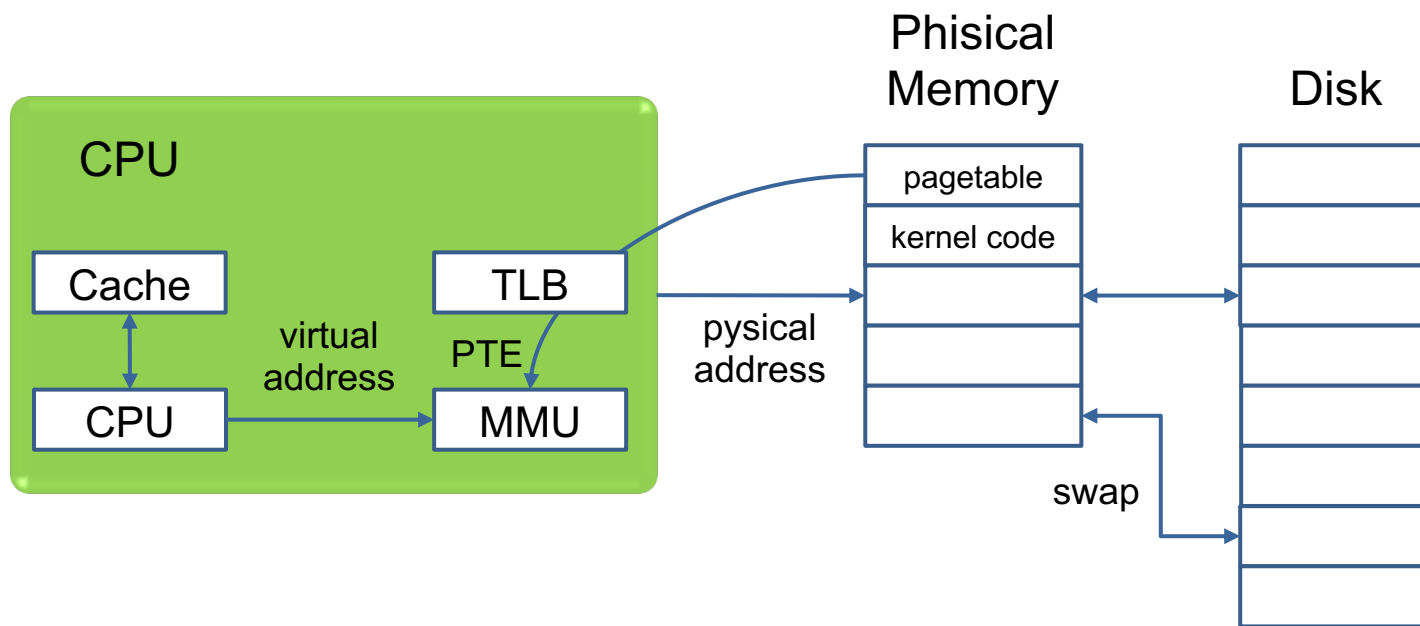 Phisical
Memory
Disk
CPU
pagetable
kernel code
Cache
TLB
virtual
address
PTE
pysical
address
CPU
MMU
swap